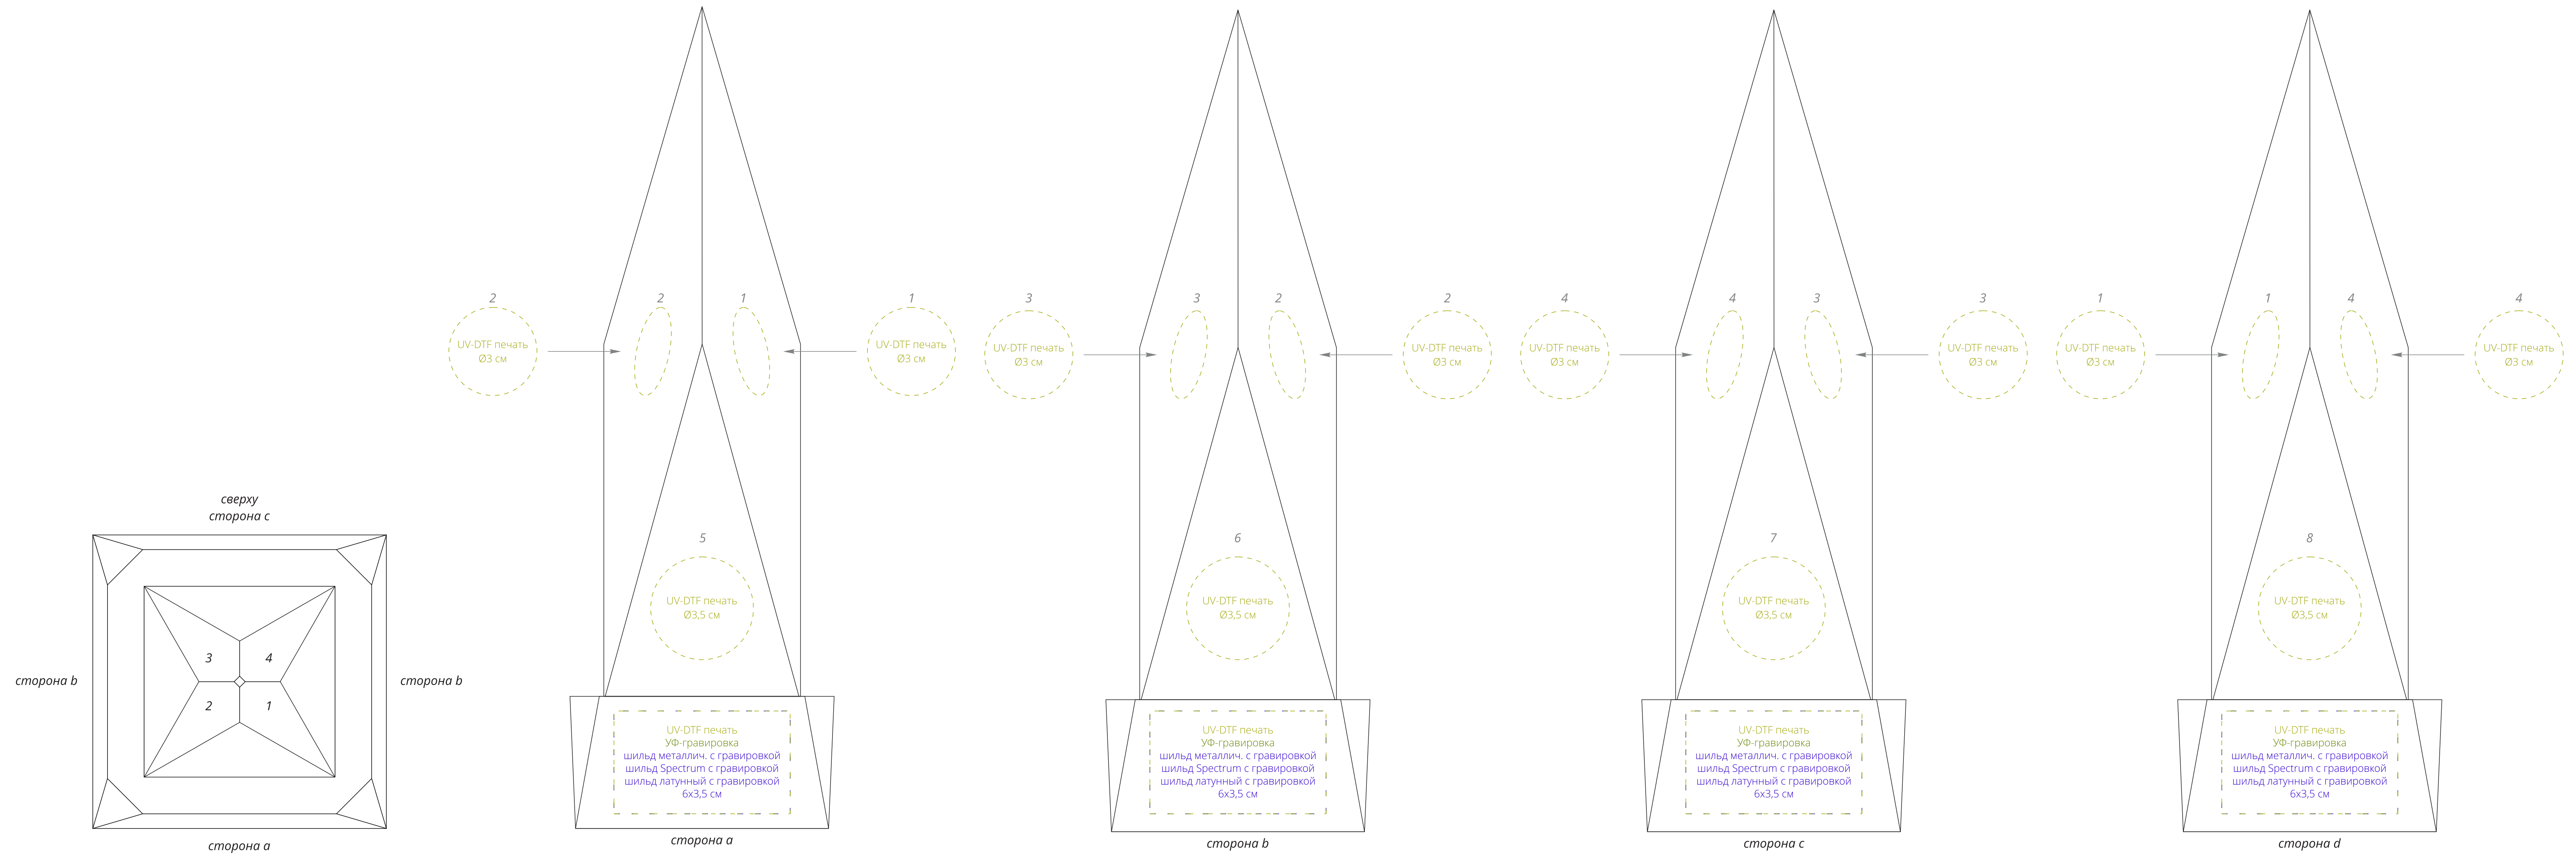 сверху
сторона c
3
4
2
1
сторона b
сторона b
сторона a
2
UV-DTF печать
Ø3 см
2
1
1
UV-DTF печать
Ø3 см
5
UV-DTF печать
Ø3,5 см
UV-DTF печать
УФ-гравировка
шильд металлич. с гравировкой
шильд Spectrum с гравировкой
шильд латунный с гравировкой
6х3,5 см
сторона a
3
UV-DTF печать
Ø3 см
3
2
2
UV-DTF печать
Ø3 см
6
UV-DTF печать
Ø3,5 см
UV-DTF печать
УФ-гравировка
шильд металлич. с гравировкой
шильд Spectrum с гравировкой
шильд латунный с гравировкой
6х3,5 см
сторона b
4
UV-DTF печать
Ø3 см
4
3
3
UV-DTF печать
Ø3 см
7
UV-DTF печать
Ø3,5 см
UV-DTF печать
УФ-гравировка
шильд металлич. с гравировкой
шильд Spectrum с гравировкой
шильд латунный с гравировкой
6х3,5 см
сторона c
1
UV-DTF печать
Ø3 см
1
4
4
UV-DTF печать
Ø3 см
8
UV-DTF печать
Ø3,5 см
UV-DTF печать
УФ-гравировка
шильд металлич. с гравировкой
шильд Spectrum с гравировкой
шильд латунный с гравировкой
6х3,5 см
сторона d